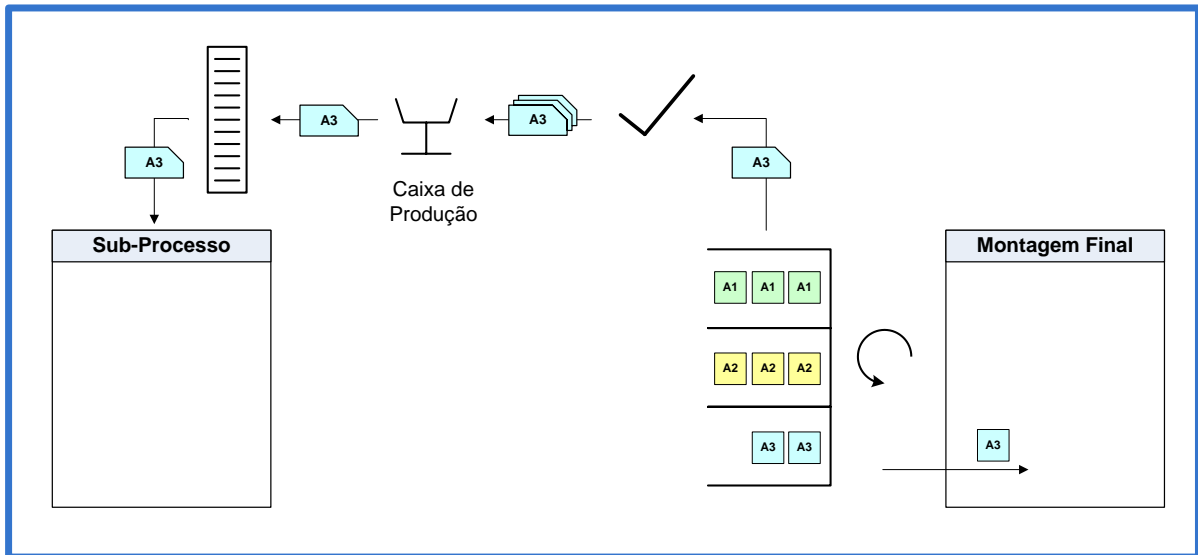 A3
A3
A3
A3
Caixa de
Produção
Sub-Processo
Montagem Final
A1 A1 A1
A2 A2 A2
A3
A3 A3